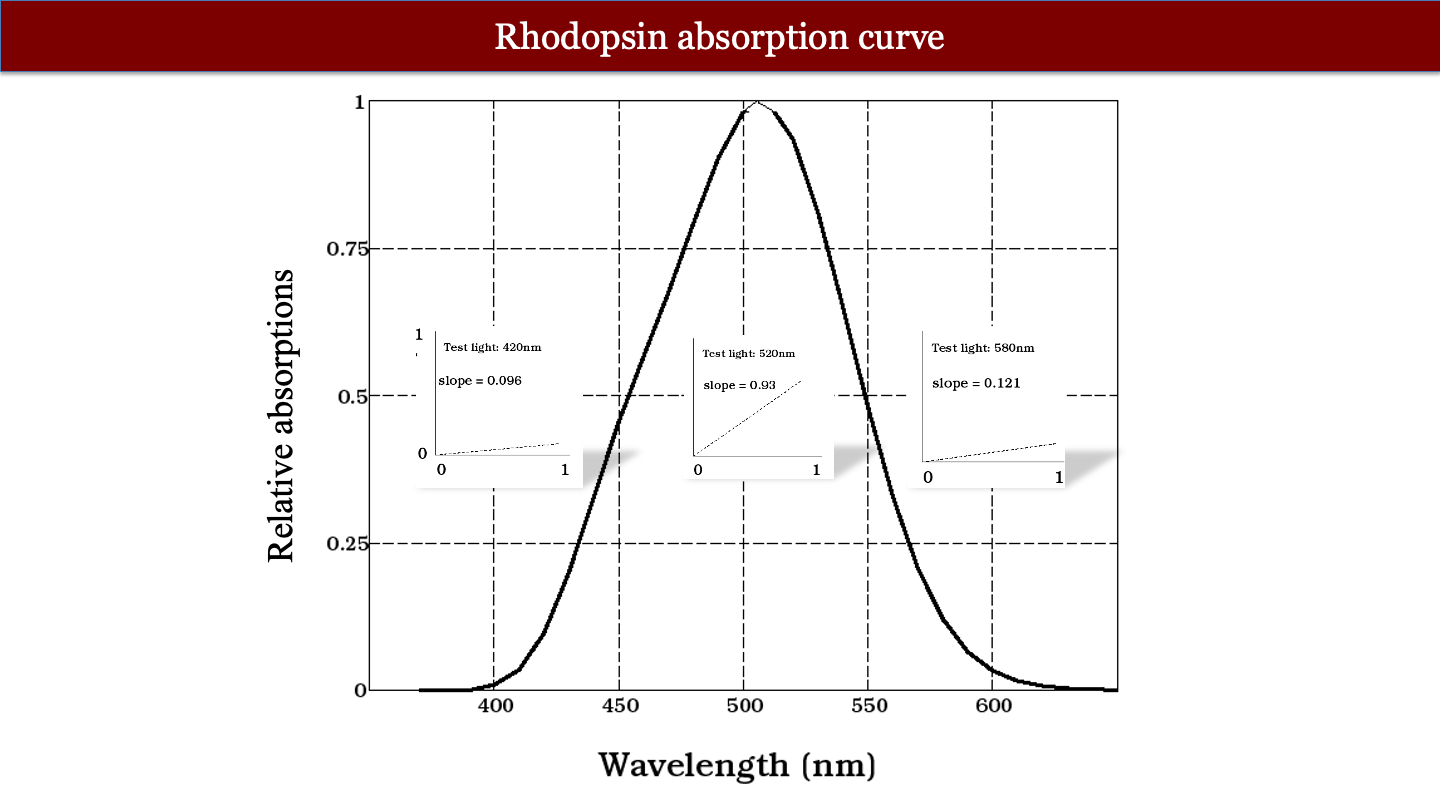 Rhodopsin absorption curve
1
0.75
0.5
0.25
0
Relative absorptions
1
Test light: 420nm
slope = 0.096
0
0 1
Test light: 520nm
slope = 0.93
0 1
Test light: 580nm
slope = 0.121
0 1
400 450 500 550 600
Wavelength (nm)